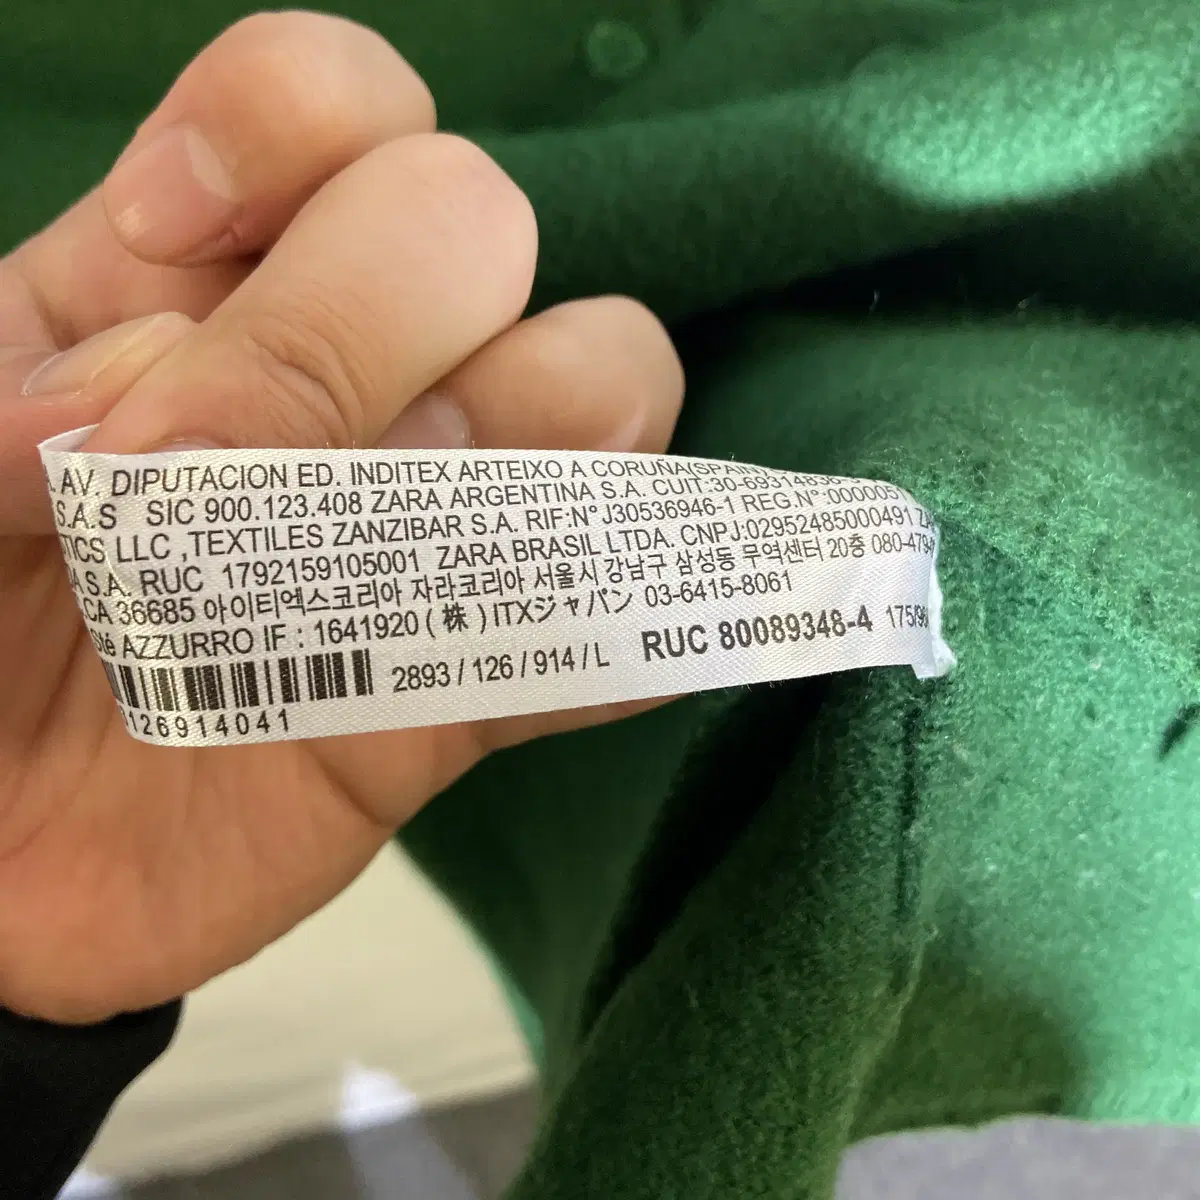 AV. DIPUTACION ED. INDITEX ARTEIXO A CORUÑA(SPAIN)
S.A.S SIC 900.123.408 ZARA ARGENTINA S.A. CUIT:30-69314836
LLC ,TEXTILES ZANZIBAR S.A. RIF:N° J30536946-1 REG.N°:0000051
S.A. RUC 1792159105001 ZARA BRASIL LTDA. CNPJ:02952485000491
CA 36685 아이티엑스코리아 자라코리아 서울시 강남구 삼성동 무역센터 20층 080-479-
Sté AZZURRO IF : 1641920 ( 株 ) ITXジャパン 03-6415-8061
2893 / 126 / 914 / L RUC 80089348-4 175/96
126914041